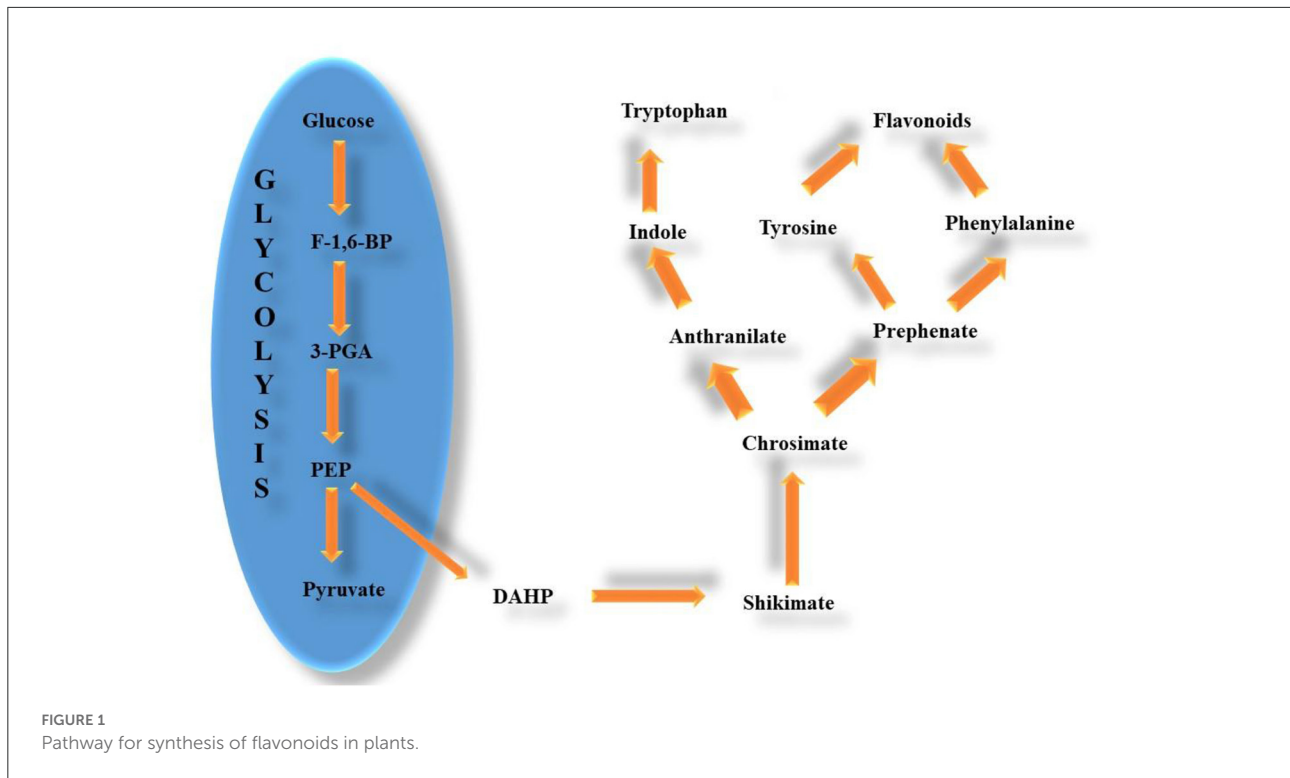 Glucose
GLYCOLYSIS
F-1,6-BP
3-PGA
PEP
Pyruvate
DAHP
Shikimate
Chrosimate
Anthranilate
Prephenate
Indole
Tyrosine
Phenylalanine
Tryptophan
Flavonoids
FIGURE 1
Pathway for synthesis of flavonoids in plants.